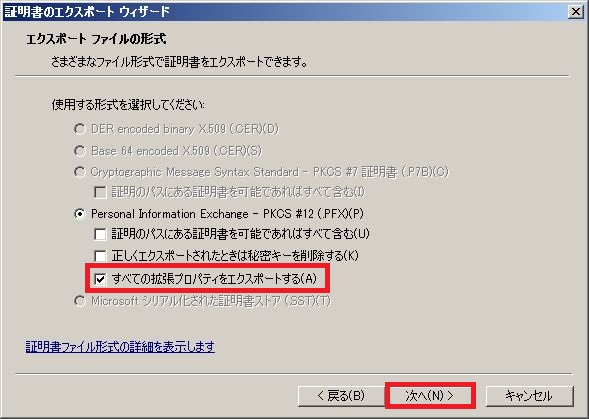 証明書のエクスポート ウィザード
エクスポート ファイルの形式
さまざまなファイル形式で証明書をエクスポートできます。
使用する形式を選択してください:
DER encoded binary X.509 (.CER)(D)
Base 64 encoded X.509 (.CER)(S)
Cryptographic Message Syntax Standard - PKCS #7 証明書 (.P7B)(C)
証明のパスにある証明書を可能であればすべて含む(I)
Personal Information Exchange - PKCS #12 (.PFX)(P)
証明のパスにある証明書を可能であればすべて含む(U)
正しくエクスポートされたときは秘密キーを削除する(K)
すべての拡張プロパティをエクスポートする(A)
Microsoft シリアル化された証明書ストア (.SST)(T)
証明書ファイル形式の詳細を表示します
< 戻る(B) 次へ(N) > キャンセル